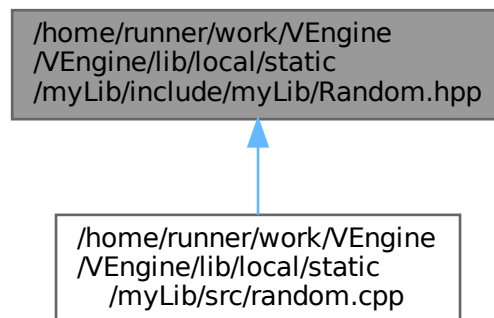 /home/runner/work/VEngine
/VEngine/lib/local/static
/myLib/include/myLib/Random.hpp
/home/runner/work/VEngine
/VEngine/lib/local/static
/myLib/src/random.cpp